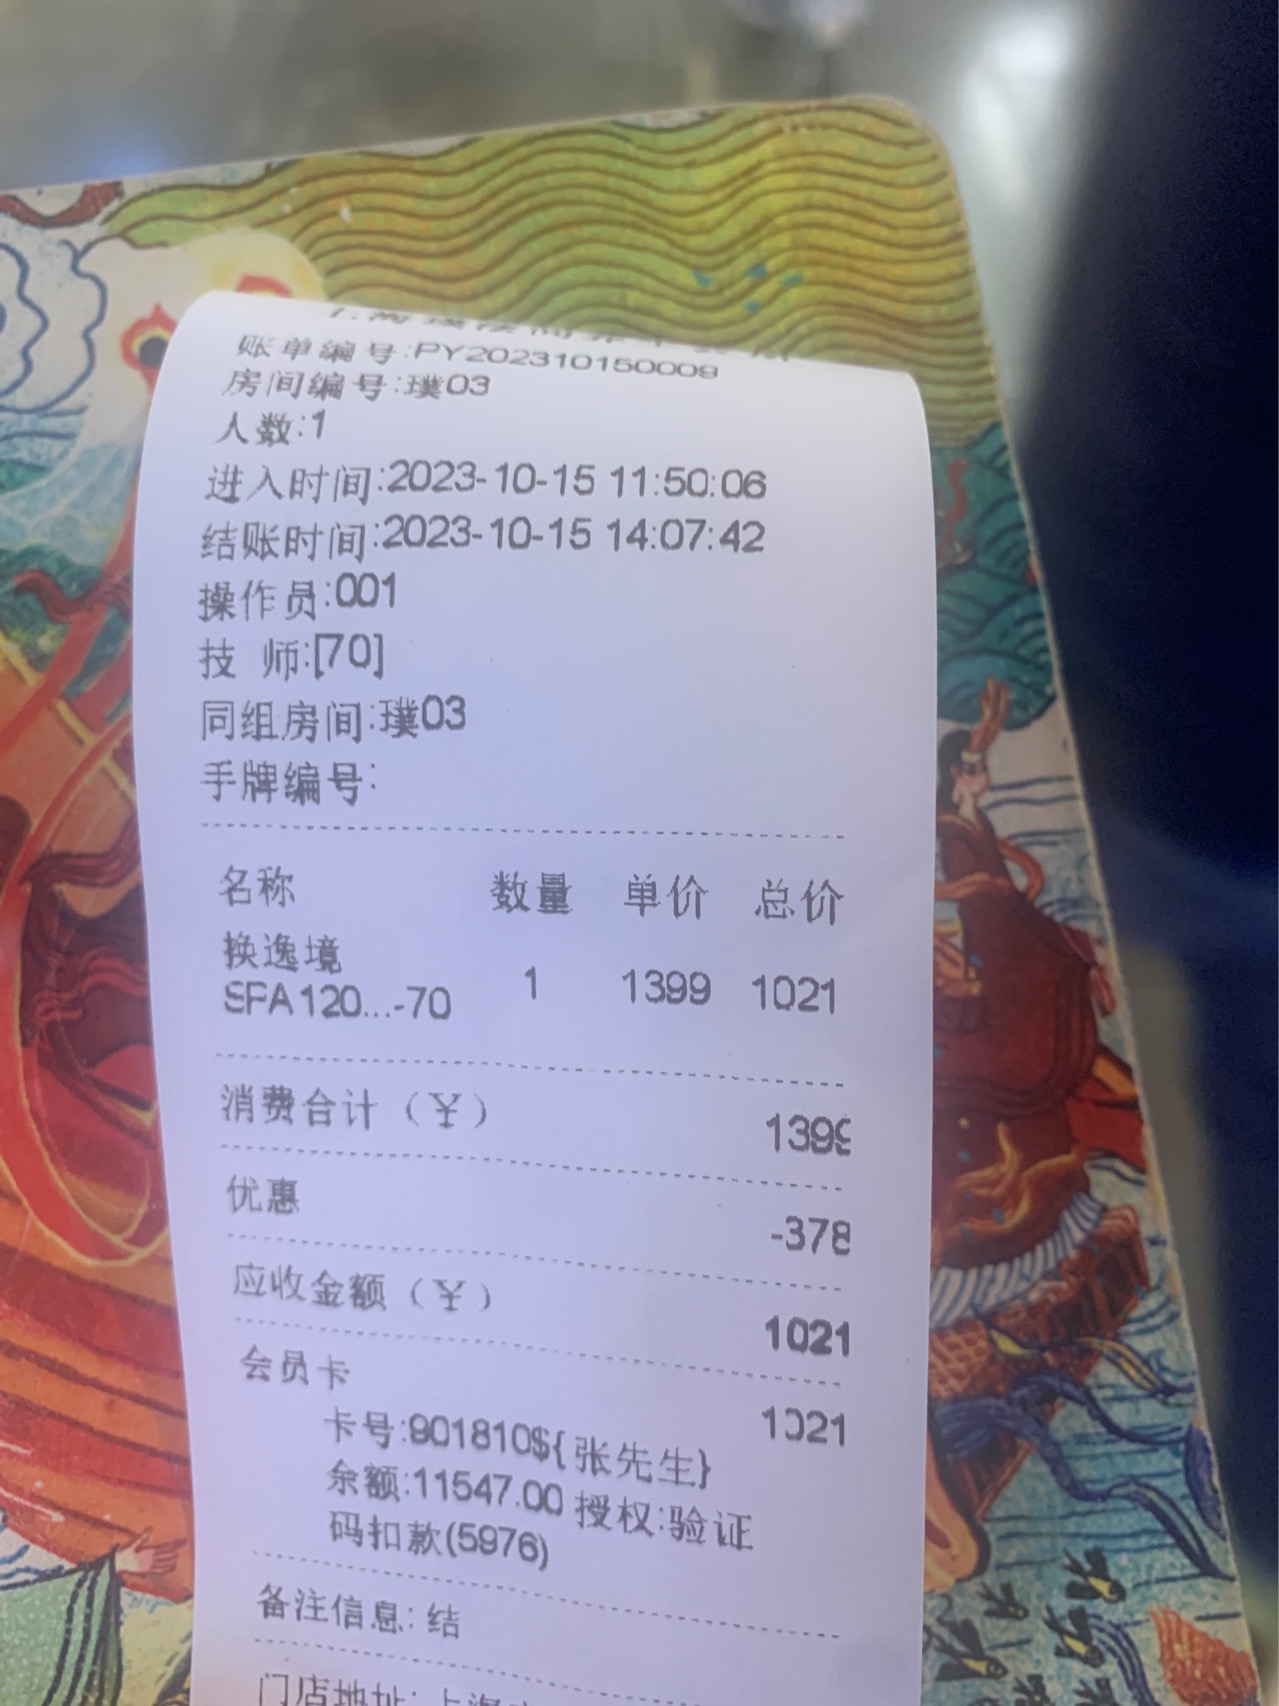 账单编号:PY202310150009
房间编号:璞03
人数:1
进入时间:2023-10-15 11:50:06
结账时间:2023-10-15 14:07:42
操作员:001
技 师:[70]
同组房间:璞03
手牌编号:
名称 数量 单价 总价
换逸境
SPA120...-70 1 1399 1021
消费合计（￥） 1399
优惠 -378
应收金额（￥） 1021
会员卡 1021
卡号:901810${张先生}
余额:11547.00 授权:验证
码扣款(5976)
备注信息: 结
门店地址: 上海